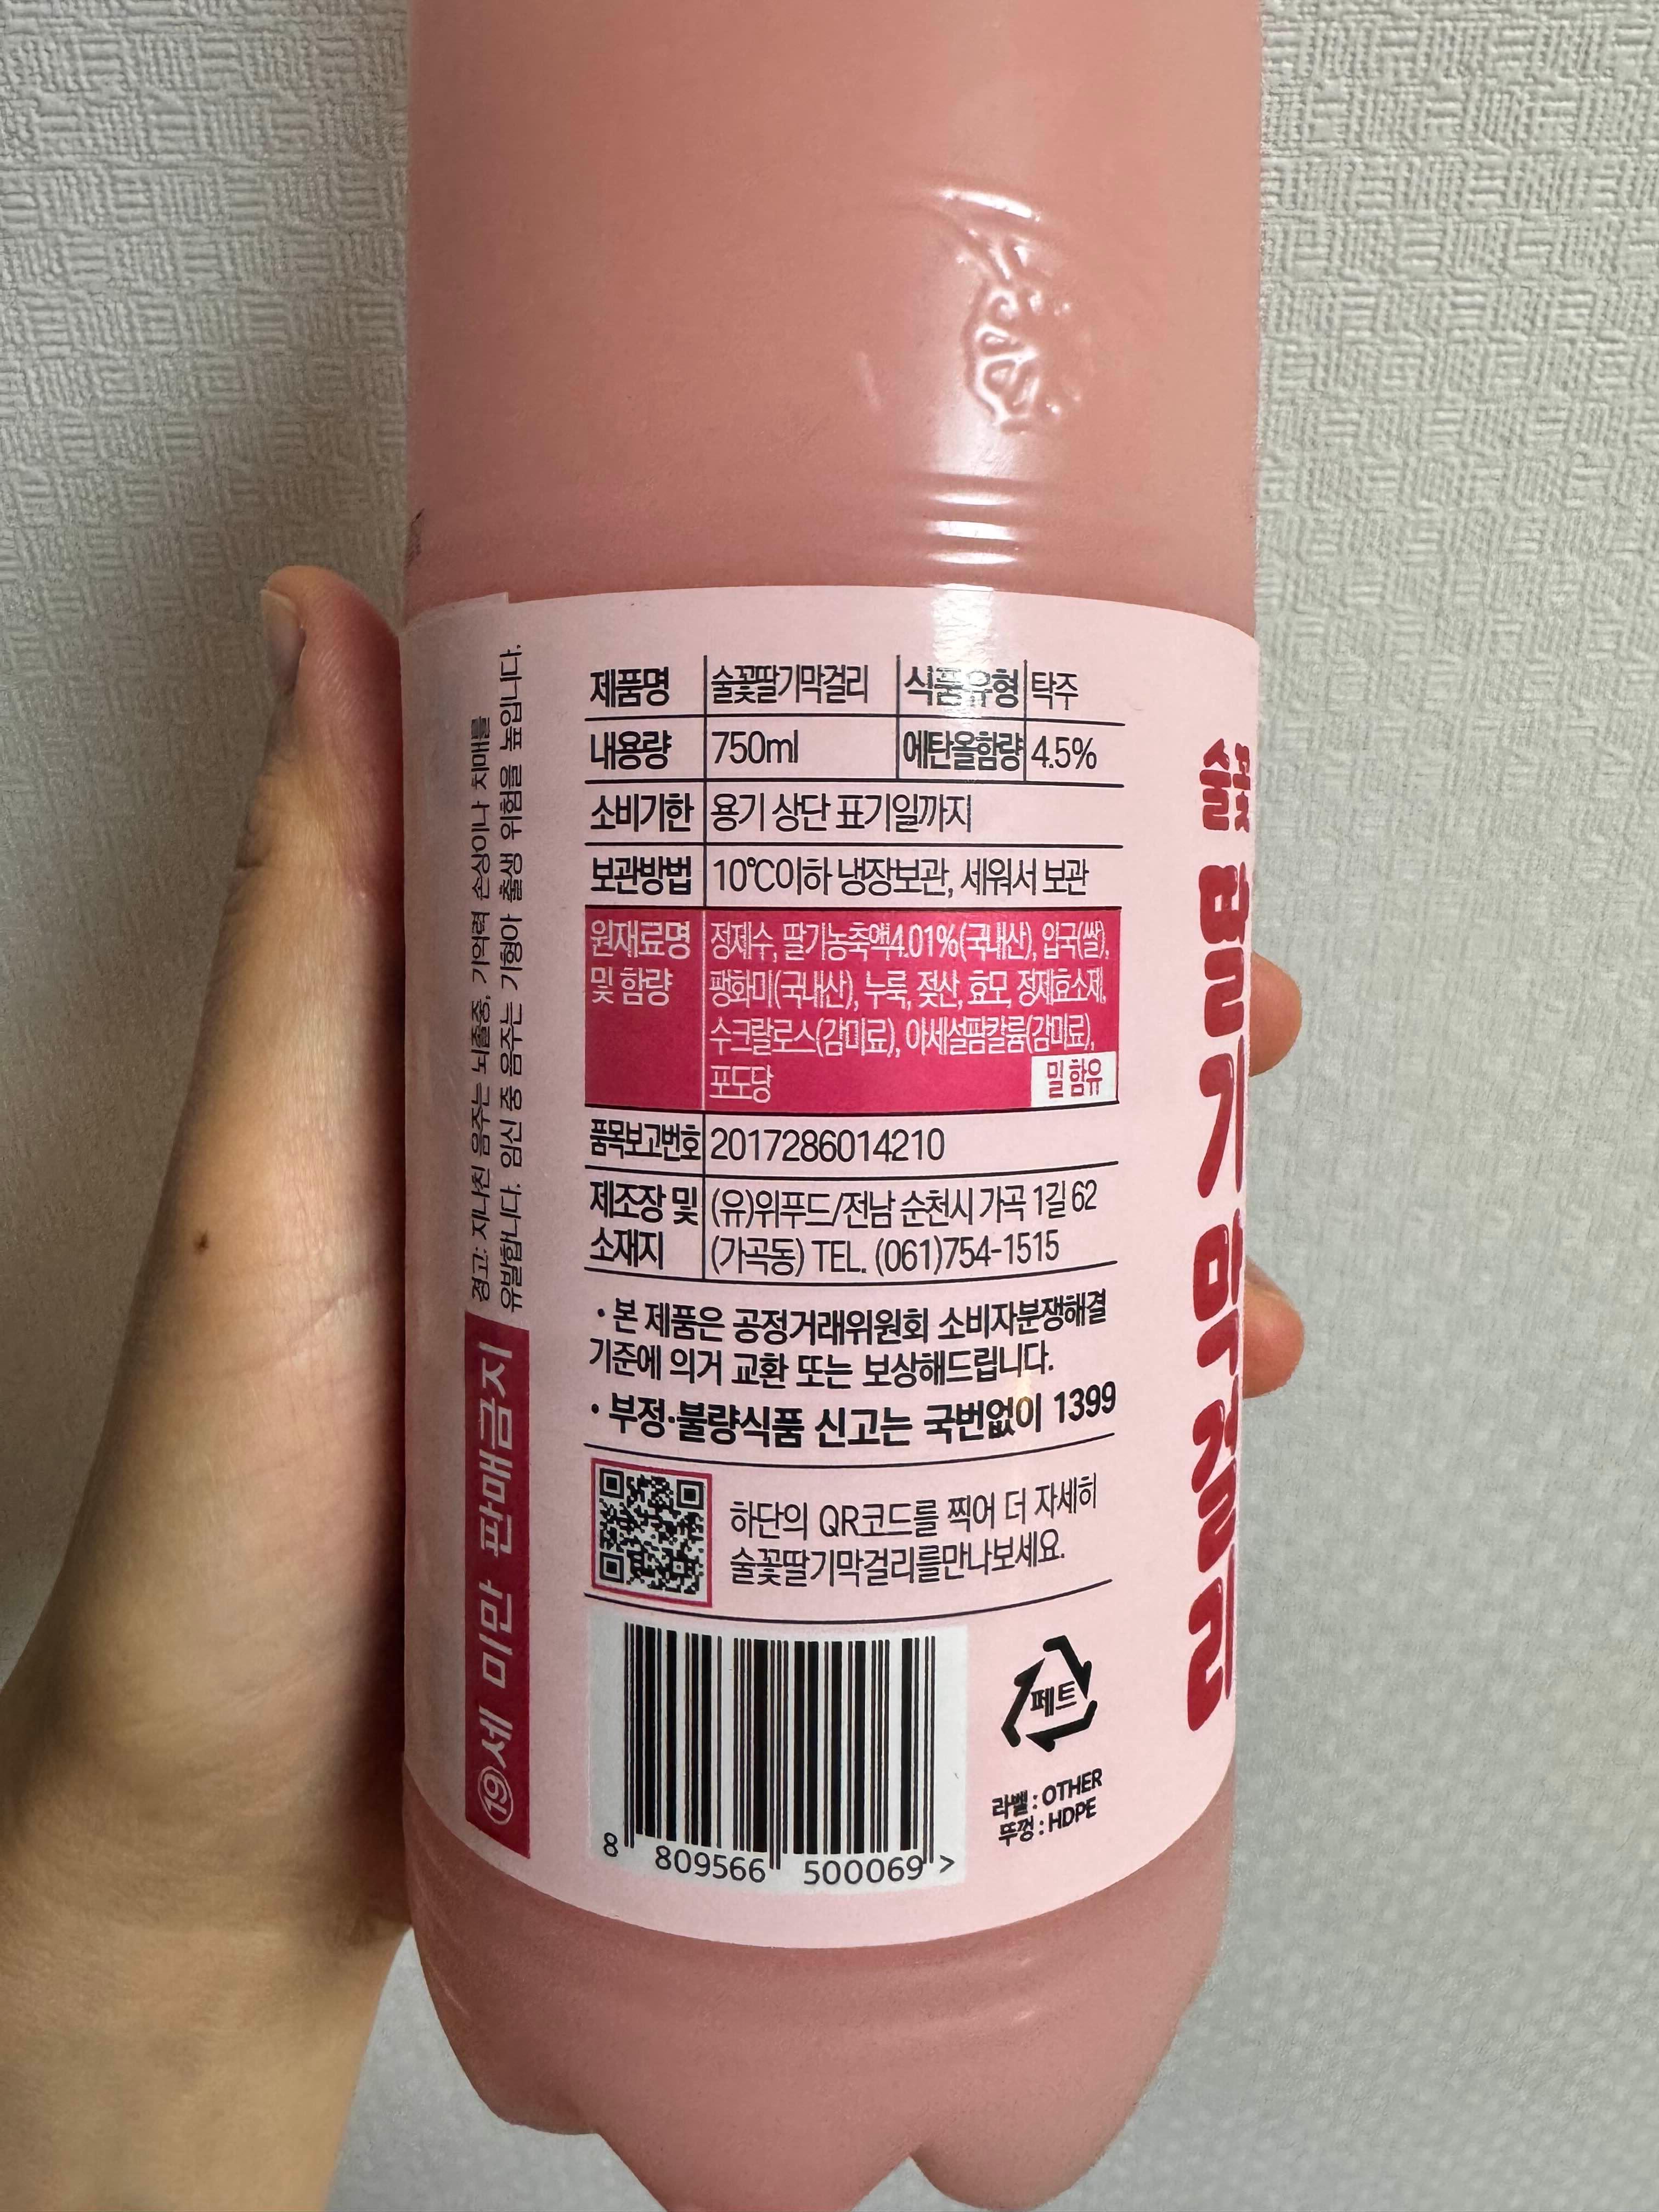 제품명 술꽃딸기막걸리 식품유형 탁주
내용량 750ml 에탄올함량 4.5%
소비기한 용기 상단 표기일까지
보관방법 10℃이하 냉장보관, 세워서 보관
원재료명 정제수, 딸기농축액4.01%(국내산), 입국(쌀),
및 함량 팽화미(국내산), 누룩, 젖산, 효모, 정제효소제,
수크랄로스(감미료), 아세설팜칼륨(감미료),
포도당 밀 함유
품목보고번호 2017286014210
제조장 및 (유)위푸드/전남 순천시 가곡 1길 62
소재지 (가곡동) TEL. (061)754-1515
· 본 제품은 공정거래위원회 소비자분쟁해결
기준에 의거 교환 또는 보상해드립니다.
· 부정·불량식품 신고는 국번없이 1399
하단의 QR코드를 찍어 더 자세히
술꽃딸기막걸리를만나보세요.
8 809566 500069 >
페트
라벨 : OTHER
뚜껑 : HDPE
⑲세 미만 판매금지
경고: 지나친 음주는 뇌졸중, 기억력 손상이나 치매를
유발합니다. 임신 중 음주는 기형아 출생 위험을 높입니다.
술꽃
딸기막걸리